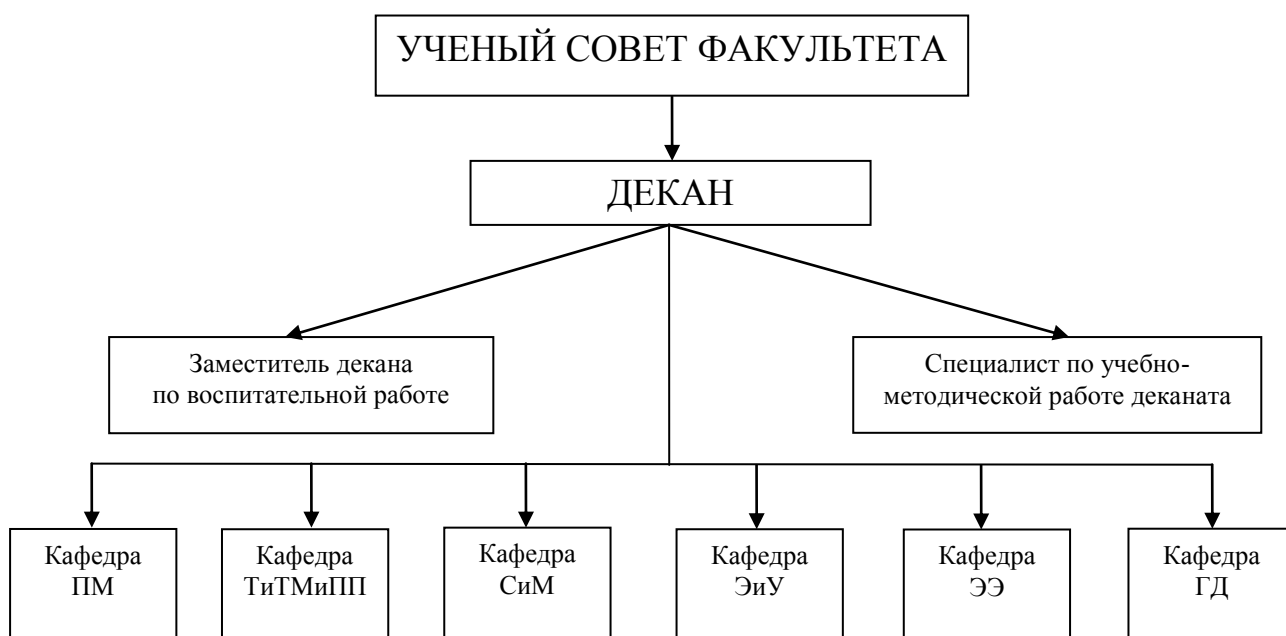 УЧЕНЫЙ СОВЕТ ФАКУЛЬТЕТА
ДЕКАН
Заместитель декана
по воспитательной работе
Специалист по учебно-
методической работе деканата
Кафедра
ПМ
Кафедра
ТиТМиПП
Кафедра
СиМ
Кафедра
ЭиУ
Кафедра
ЭЭ
Кафедра
ГД